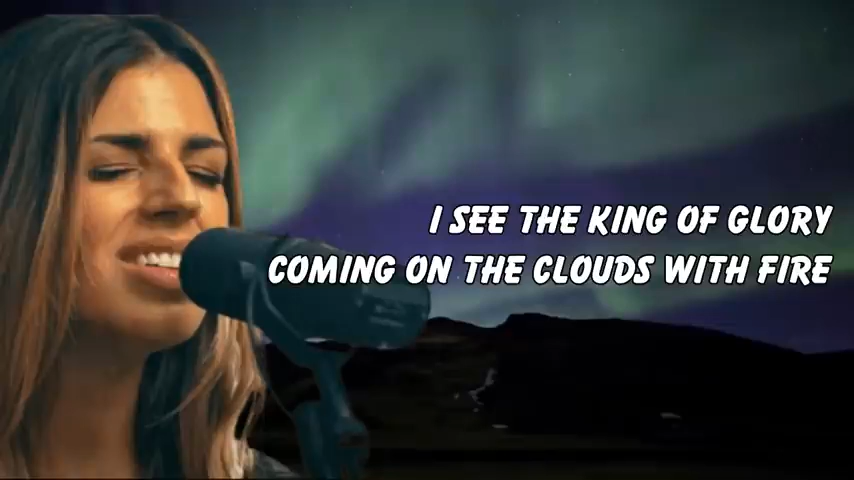 I SEE THE KING OF GLORY
COMING ON THE CLOUDS WITH FIRE